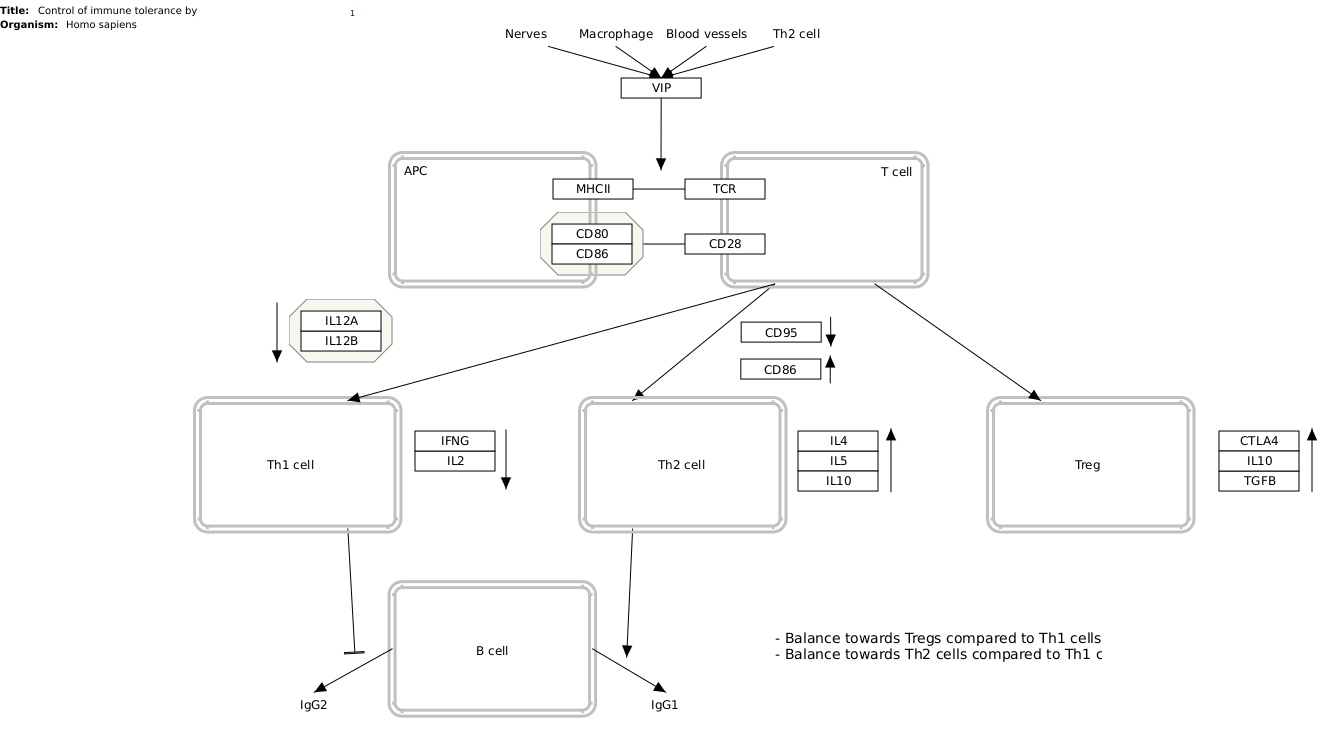 Title: Control of immune tolerance by
1
Organism: Homo sapiens
Nerves Macrophage Blood vessels Th2 cell
VIP
APC
T cell
MHCII
TCR
CD80
CD86
CD28
IL12A
IL12B
CD95
CD86
IFNG
IL2
Th1 cell
IL4
IL5
IL10
Th2 cell
CTLA4
IL10
TGFB
Treg
B cell
- Balance towards Tregs compared to Th1 cells
- Balance towards Th2 cells compared to Th1 c
IgG2
IgG1